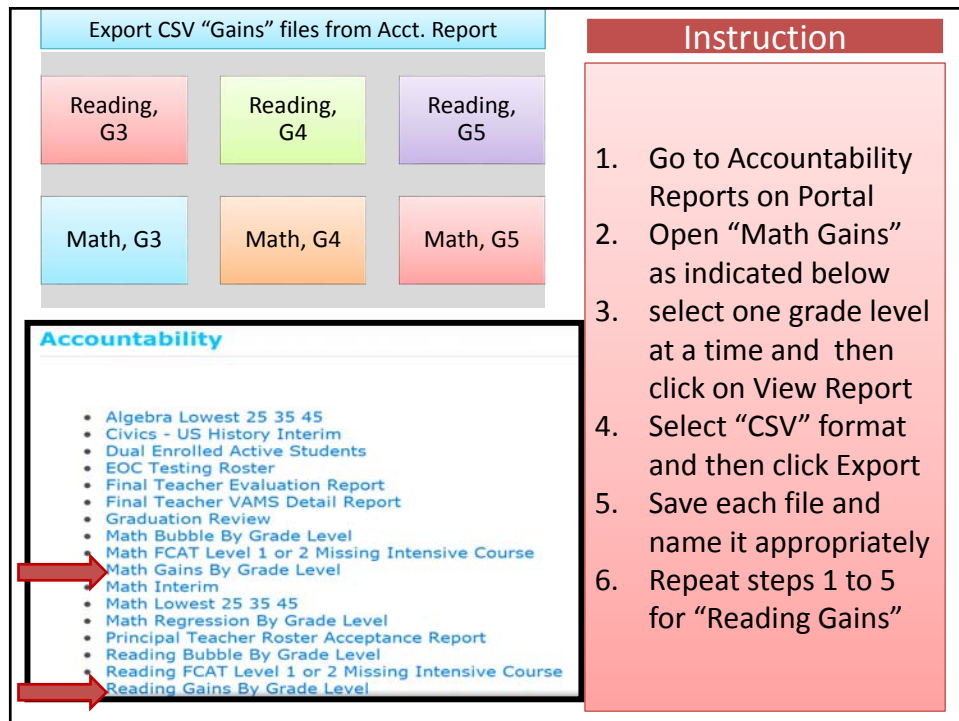 Export CSV “Gains” files from Acct. Report
Reading,
G3
Reading,
G4
Reading,
G5
Math, G3
Math, G4
Math, G5
Accountability
• Algebra Lowest 25 35 45
• Civics - US History Interim
• Dual Enrolled Active Students
• EOC Testing Roster
• Final Teacher Evaluation Report
• Final Teacher VAMS Detail Report
• Graduation Review
• Math Bubble By Grade Level
• Math FCAT Level 1 or 2 Missing Intensive Course
Math Gains By Grade Level
• Math Interim
• Math Lowest 25 35 45
• Math Regression By Grade Level
• Principal Teacher Roster Acceptance Report
• Reading Bubble By Grade Level
• Reading FCAT Level 1 or 2 Missing Intensive Course
Reading Gains By Grade Level
Instruction
1. Go to Accountability
Reports on Portal
2. Open “Math Gains”
as indicated below
3. select one grade level
at a time and then
click on View Report
4. Select “CSV” format
and then click Export
5. Save each file and
name it appropriately
6. Repeat steps 1 to 5
for “Reading Gains”